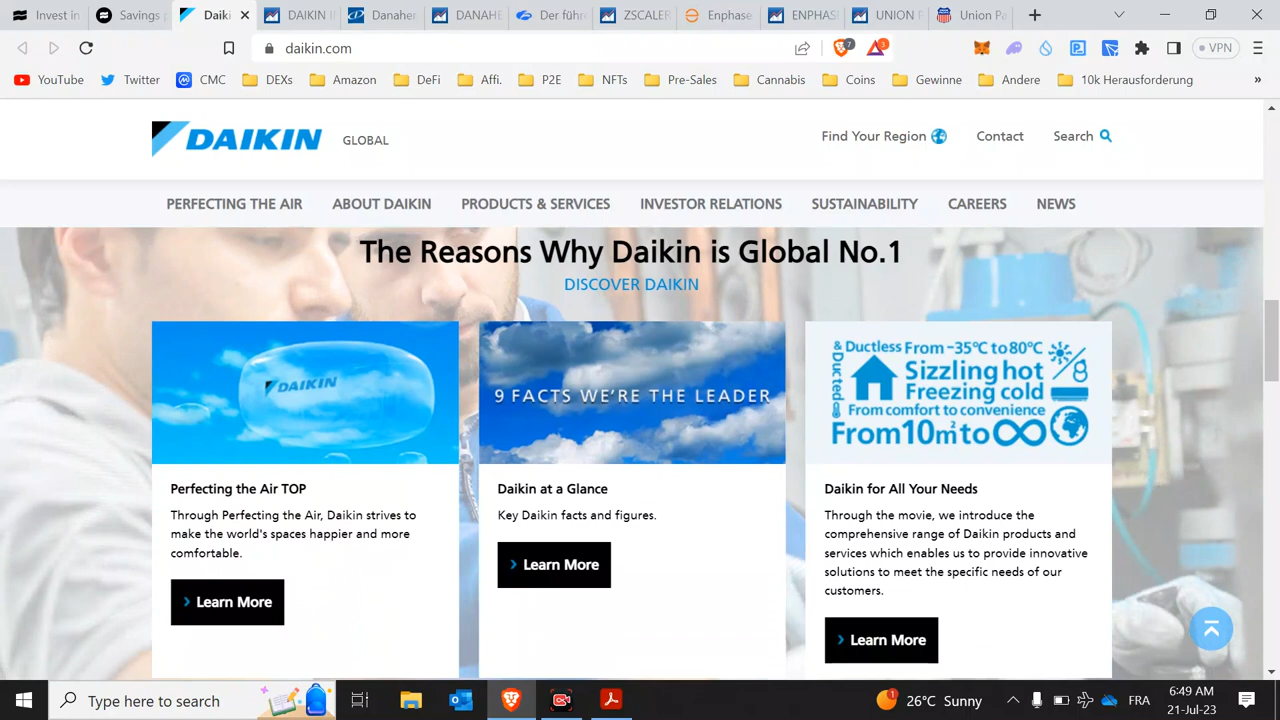 Invest in
Savings
Daiki
DAIKIN I
Danaher
DANAHE
Der führ
ZSCALER
Enphase
ENPHAS
UNION F
Union Pa
daikin.com
7
3
VPN
YouTube
Twitter
CMC
DEXs
Amazon
DeFi
Affi.
P2E
NFTs
Pre-Sales
Cannabis
Coins
Gewinne
Andere
10k Herausforderung
»
DAIKIN
GLOBAL
Find Your Region
Contact
Search
PERFECTING THE AIR
ABOUT DAIKIN
PRODUCTS & SERVICES
INVESTOR RELATIONS
SUSTAINABILITY
CAREERS
NEWS
The Reasons Why Daikin is Global No.1
DISCOVER DAIKIN
DAIKIN
Perfecting the Air TOP
Through Perfecting the Air, Daikin strives to
make the world's spaces happier and more
comfortable.
Learn More
9 FACTS WE'RE THE LEADER
Daikin at a Glance
Key Daikin facts and figures.
Learn More
& Ductless From -35℃ to 80℃
Ducted
Sizzling hot
Freezing cold
From comfort to convenience
From 10㎡ to ∞
Daikin for All Your Needs
Through the movie, we introduce the
comprehensive range of Daikin products and
services which enables us to provide innovative
solutions to meet the specific needs of our
customers.
Learn More
Type here to search
1
26°C Sunny
FRA
6:49 AM
21-Jul-23